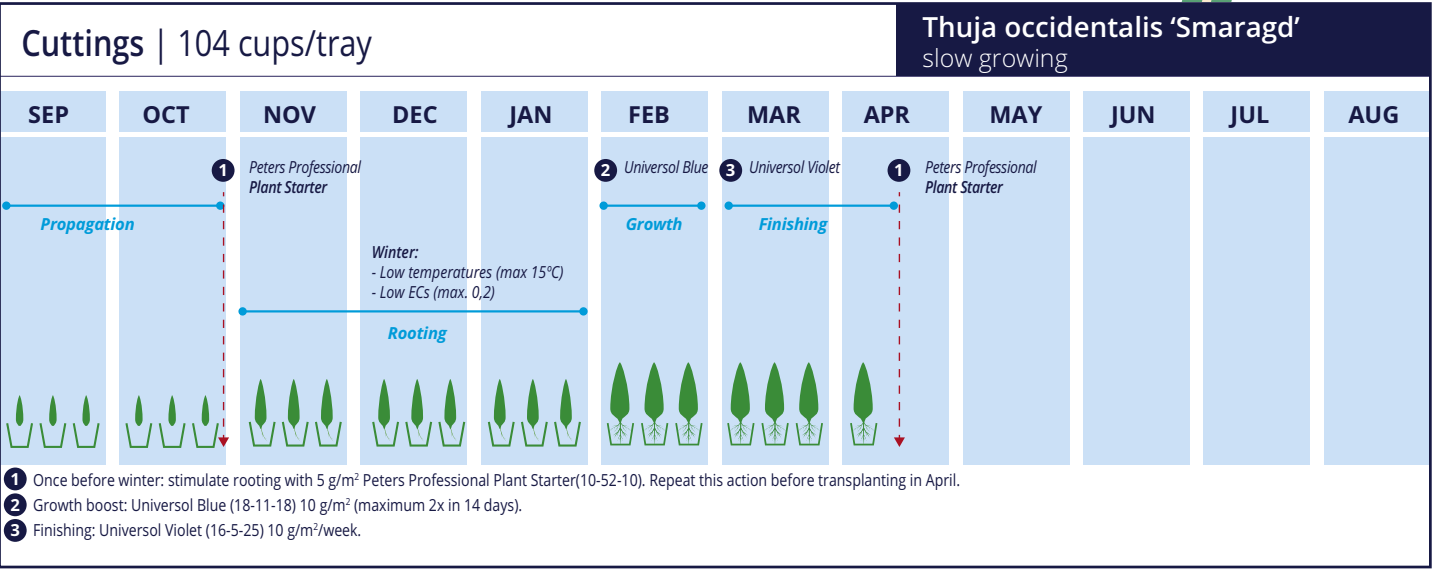 Cuttings | 104 cups/tray
Thuja occidentalis ‘Smaragd’
slow growing
SEP OCT NOV DEC JAN FEB MAR APR MAY JUN JUL AUG
1 Peters Professional
Plant Starter
2 Universol Blue
3 Universol Violet
1 Peters Professional
Plant Starter
Propagation
Growth
Finishing
Winter:
- Low temperatures (max 15ºC)
- Low ECs (max. 0,2)
Rooting
1 Once before winter: stimulate rooting with 5 g/m² Peters Professional Plant Starter(10-52-10). Repeat this action before transplanting in April.
2 Growth boost: Universol Blue (18-11-18) 10 g/m² (maximum 2x in 14 days).
3 Finishing: Universol Violet (16-5-25) 10 g/m²/week.